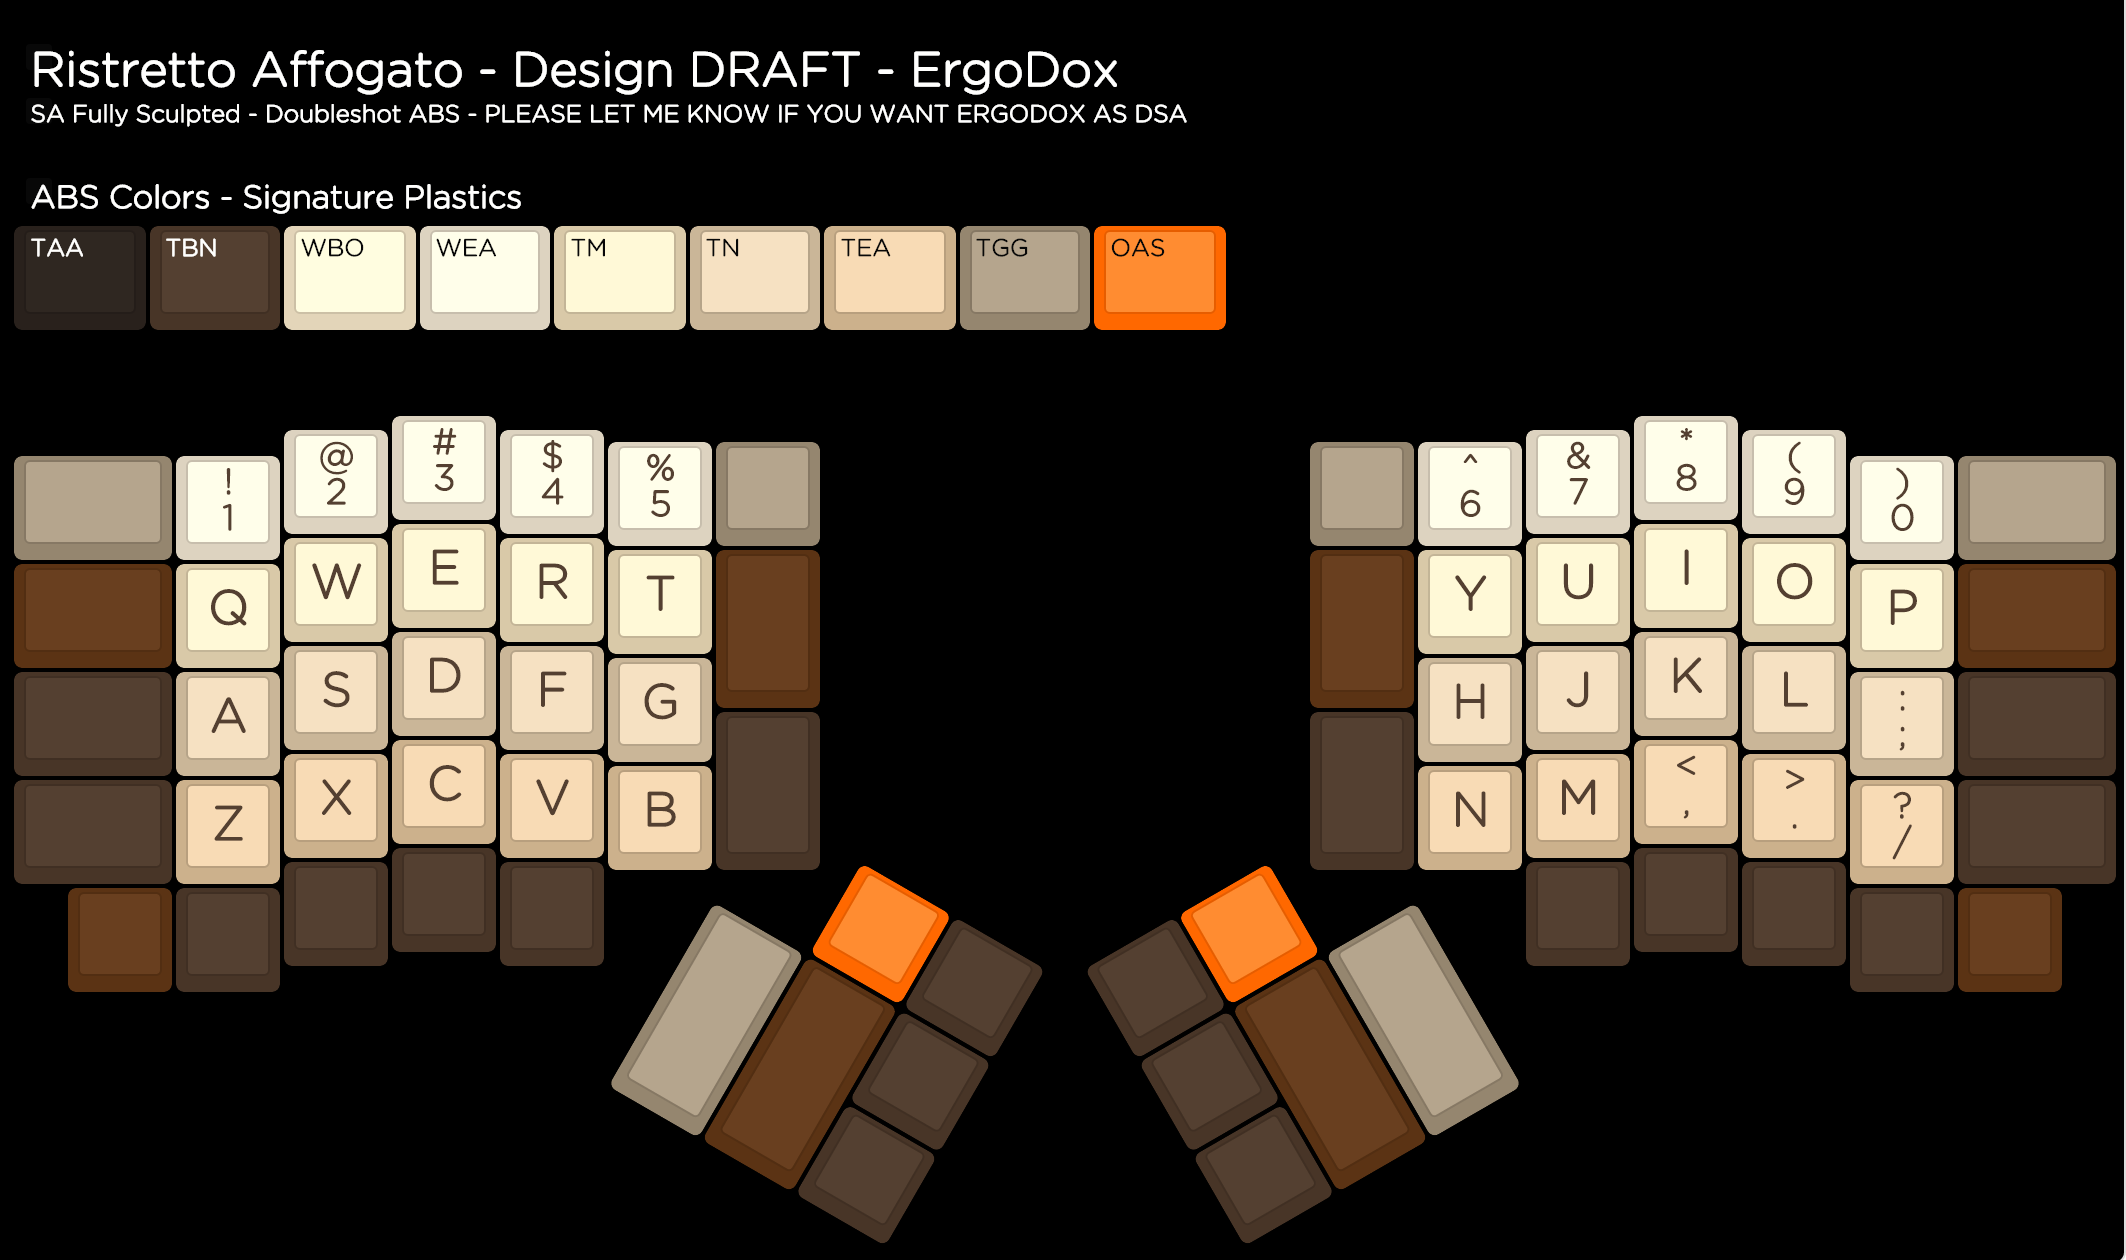 Ristretto Affogato - Design DRAFT - ErgoDox
SA Fully Sculpted - Doubleshot ABS - PLEASE LET ME KNOW IF YOU WANT ERGODOX AS DSA
ABS Colors - Signature Plastics
TAA TBN WBO WEA TM TN TEA TGG OAS
! @ # $ % ^ & * ( )
1 2 3 4 5 6 7 8 9 0
Q W E R T Y U I O P
A S D F G H J K L :
;
Z X C V B N M < > ?
, . /